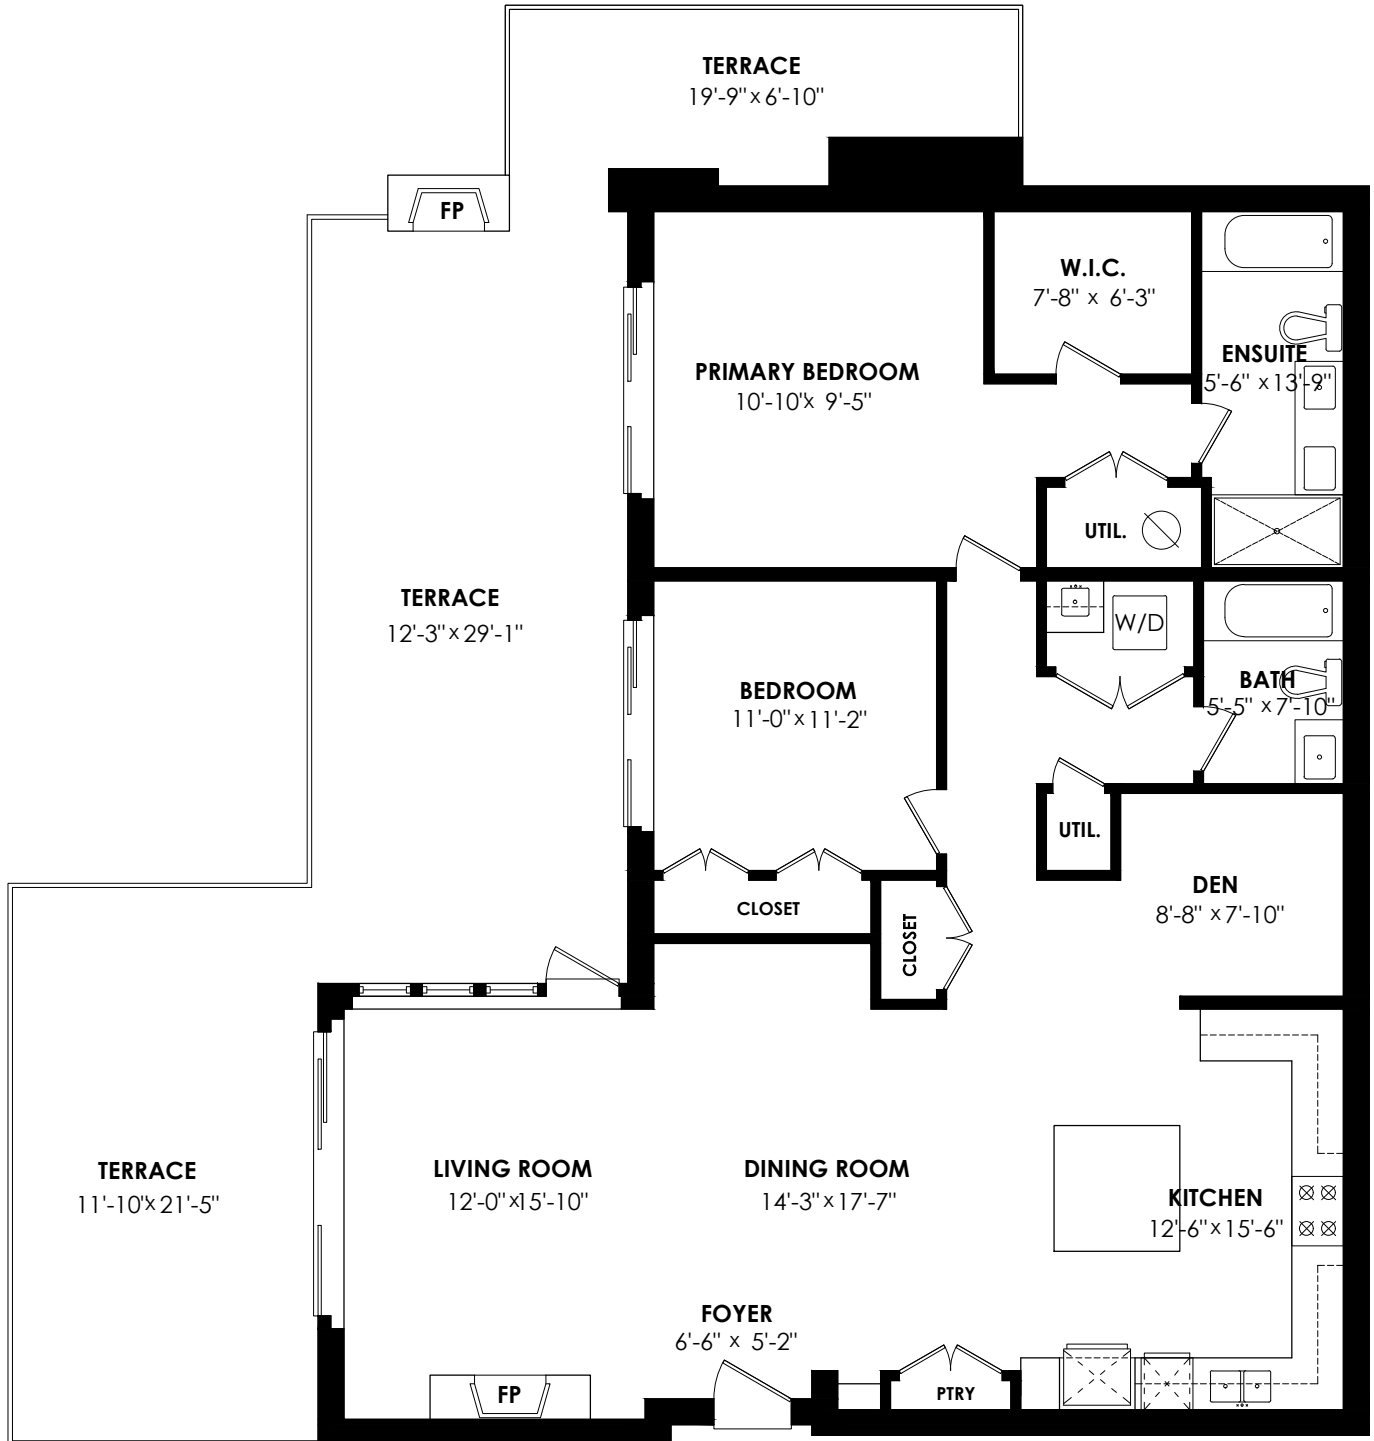 TERRACE
19'-9" x 6'-10"
FP
W.I.C.
7'-8" x 6'-3"
ENSUITE
5'-6" x 13'-9"
PRIMARY BEDROOM
10'-10'x 9'-5"
UTIL.
TERRACE
12'-3" x 29'-1"
W/D
BEDROOM
11'-0" x 11'-2"
BATH
5'-5" x 7'-10"
UTIL.
DEN
8'-8" x 7'-10"
CLOSET
CLOSET
TERRACE
11'-10'x 21'-5"
LIVING ROOM
12'-0" x15'-10"
DINING ROOM
14'-3" x 17'-7"
KITCHEN
12'-6" x 15'-6"
FOYER
6'-6" x 5'-2"
FP
PTRY